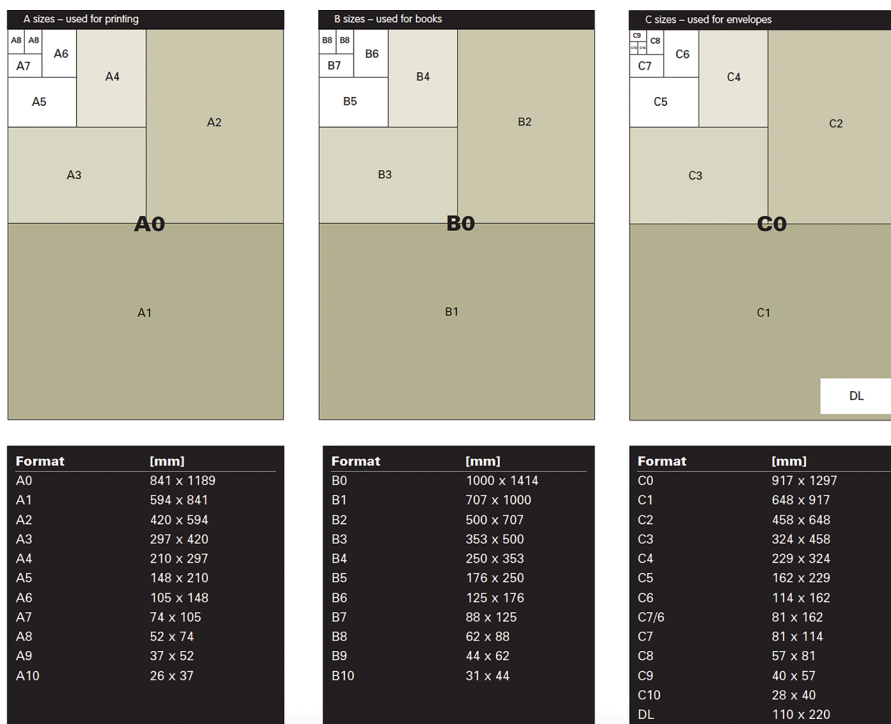 A sizes – used for printing
A8 A8 A6
A7
A4
A5
A2
A3
A0
A1
B sizes – used for books
B8 B8 B6
B7
B4
B5
B2
B3
B0
B1
C sizes – used for envelopes
C9 C8
C10 C10
C6
C7
C4
C5
C2
C3
C0
C1
DL
Format [mm]
A0 841 x 1189
A1 594 x 841
A2 420 x 594
A3 297 x 420
A4 210 x 297
A5 148 x 210
A6 105 x 148
A7 74 x 105
A8 52 x 74
A9 37 x 52
A10 26 x 37
Format [mm]
B0 1000 x 1414
B1 707 x 1000
B2 500 x 707
B3 353 x 500
B4 250 x 353
B5 176 x 250
B6 125 x 176
B7 88 x 125
B8 62 x 88
B9 44 x 62
B10 31 x 44
Format [mm]
C0 917 x 1297
C1 648 x 917
C2 458 x 648
C3 324 x 458
C4 229 x 324
C5 162 x 229
C6 114 x 162
C7/6 81 x 162
C7 81 x 114
C8 57 x 81
C9 40 x 57
C10 28 x 40
DL 110 x 220